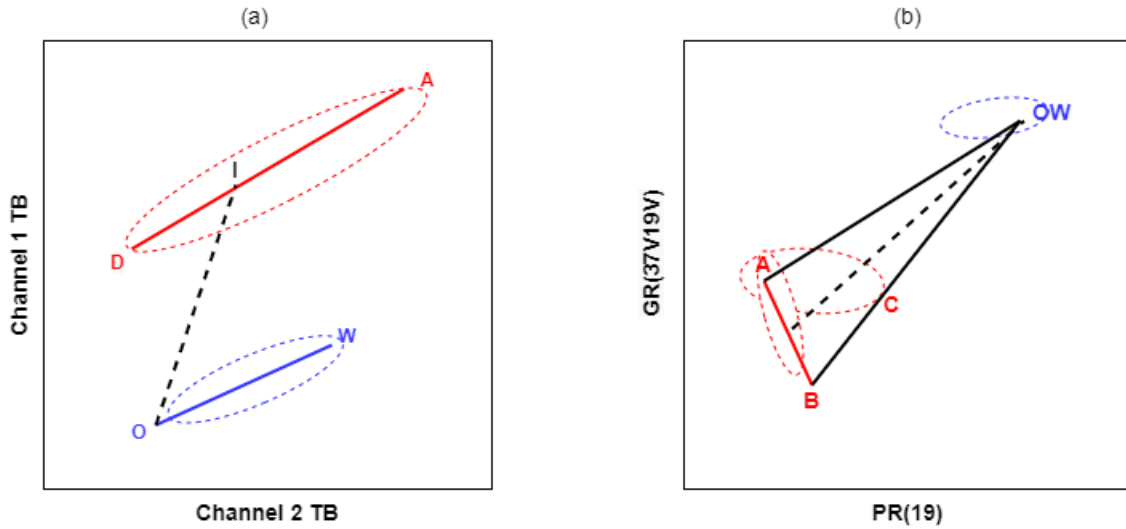 (a)
A
I
D
W
O
Channel 1 TB
Channel 2 TB
(b)
OW
A
C
B
GR(37V19V)
PR(19)